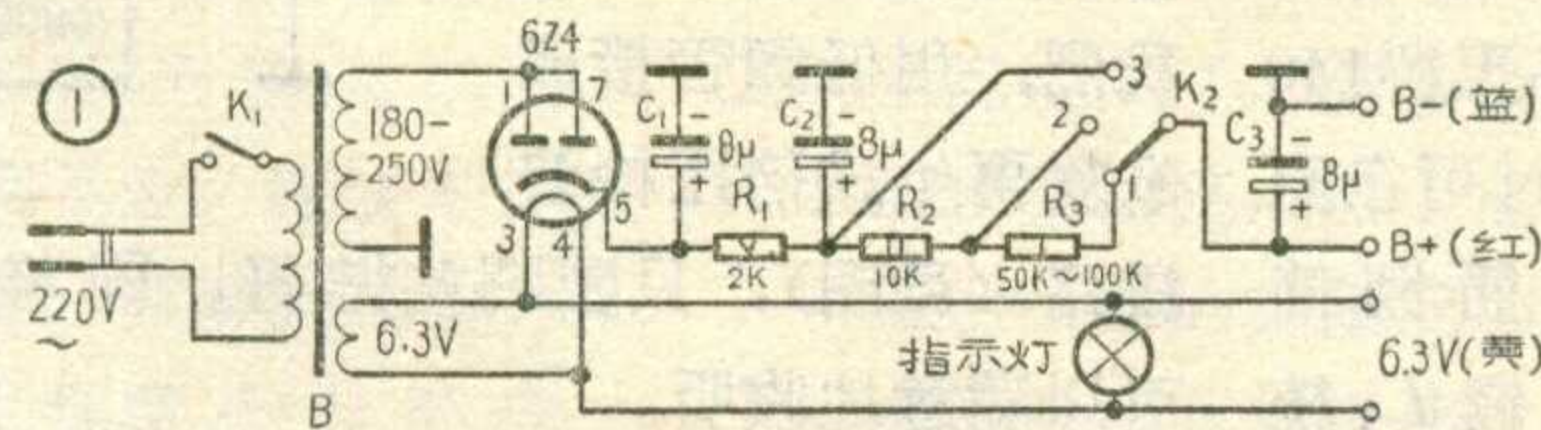 ①
K₁
220V
~
B
180-
250V
6.3V
6Z4
1
7
3
4
5
C₁
-
8μ
+
R₁
2K
C₂
-
8μ
+
R₂
10K
3
2
1
K₂
R₃
50K~100K
C₃
-
8μ
+
B-(蓝)
B+(红)
指示灯
6.3V(黄)